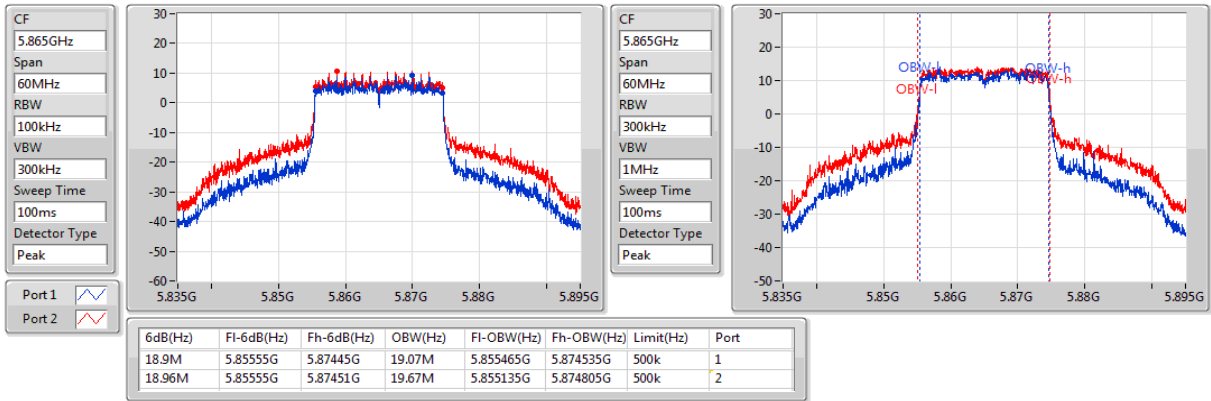 CF
5.865GHz
Span
60MHz
RBW
100kHz
VBW
300kHz
Sweep Time
100ms
Detector Type
Peak
Port 1
Port 2
30
20
10
0
-10
-20
-30
-40
-50
-60
5.835G 5.85G 5.86G 5.87G 5.88G 5.895G
CF
5.865GHz
Span
60MHz
RBW
300kHz
VBW
1MHz
Sweep Time
100ms
Detector Type
Peak
30
20
10
0
-10
-20
-30
-40
-50
OBW-l OBW-h
OBW-l OBW-h
5.835G 5.85G 5.86G 5.87G 5.88G 5.895G
6dB(Hz) Fl-6dB(Hz) Fh-6dB(Hz) OBW(Hz) Fl-OBW(Hz) Fh-OBW(Hz) Limit(Hz) Port
18.9M 5.85555G 5.87445G 19.07M 5.855465G 5.874535G 500k 1
18.96M 5.85555G 5.87451G 19.67M 5.855135G 5.874805G 500k 2